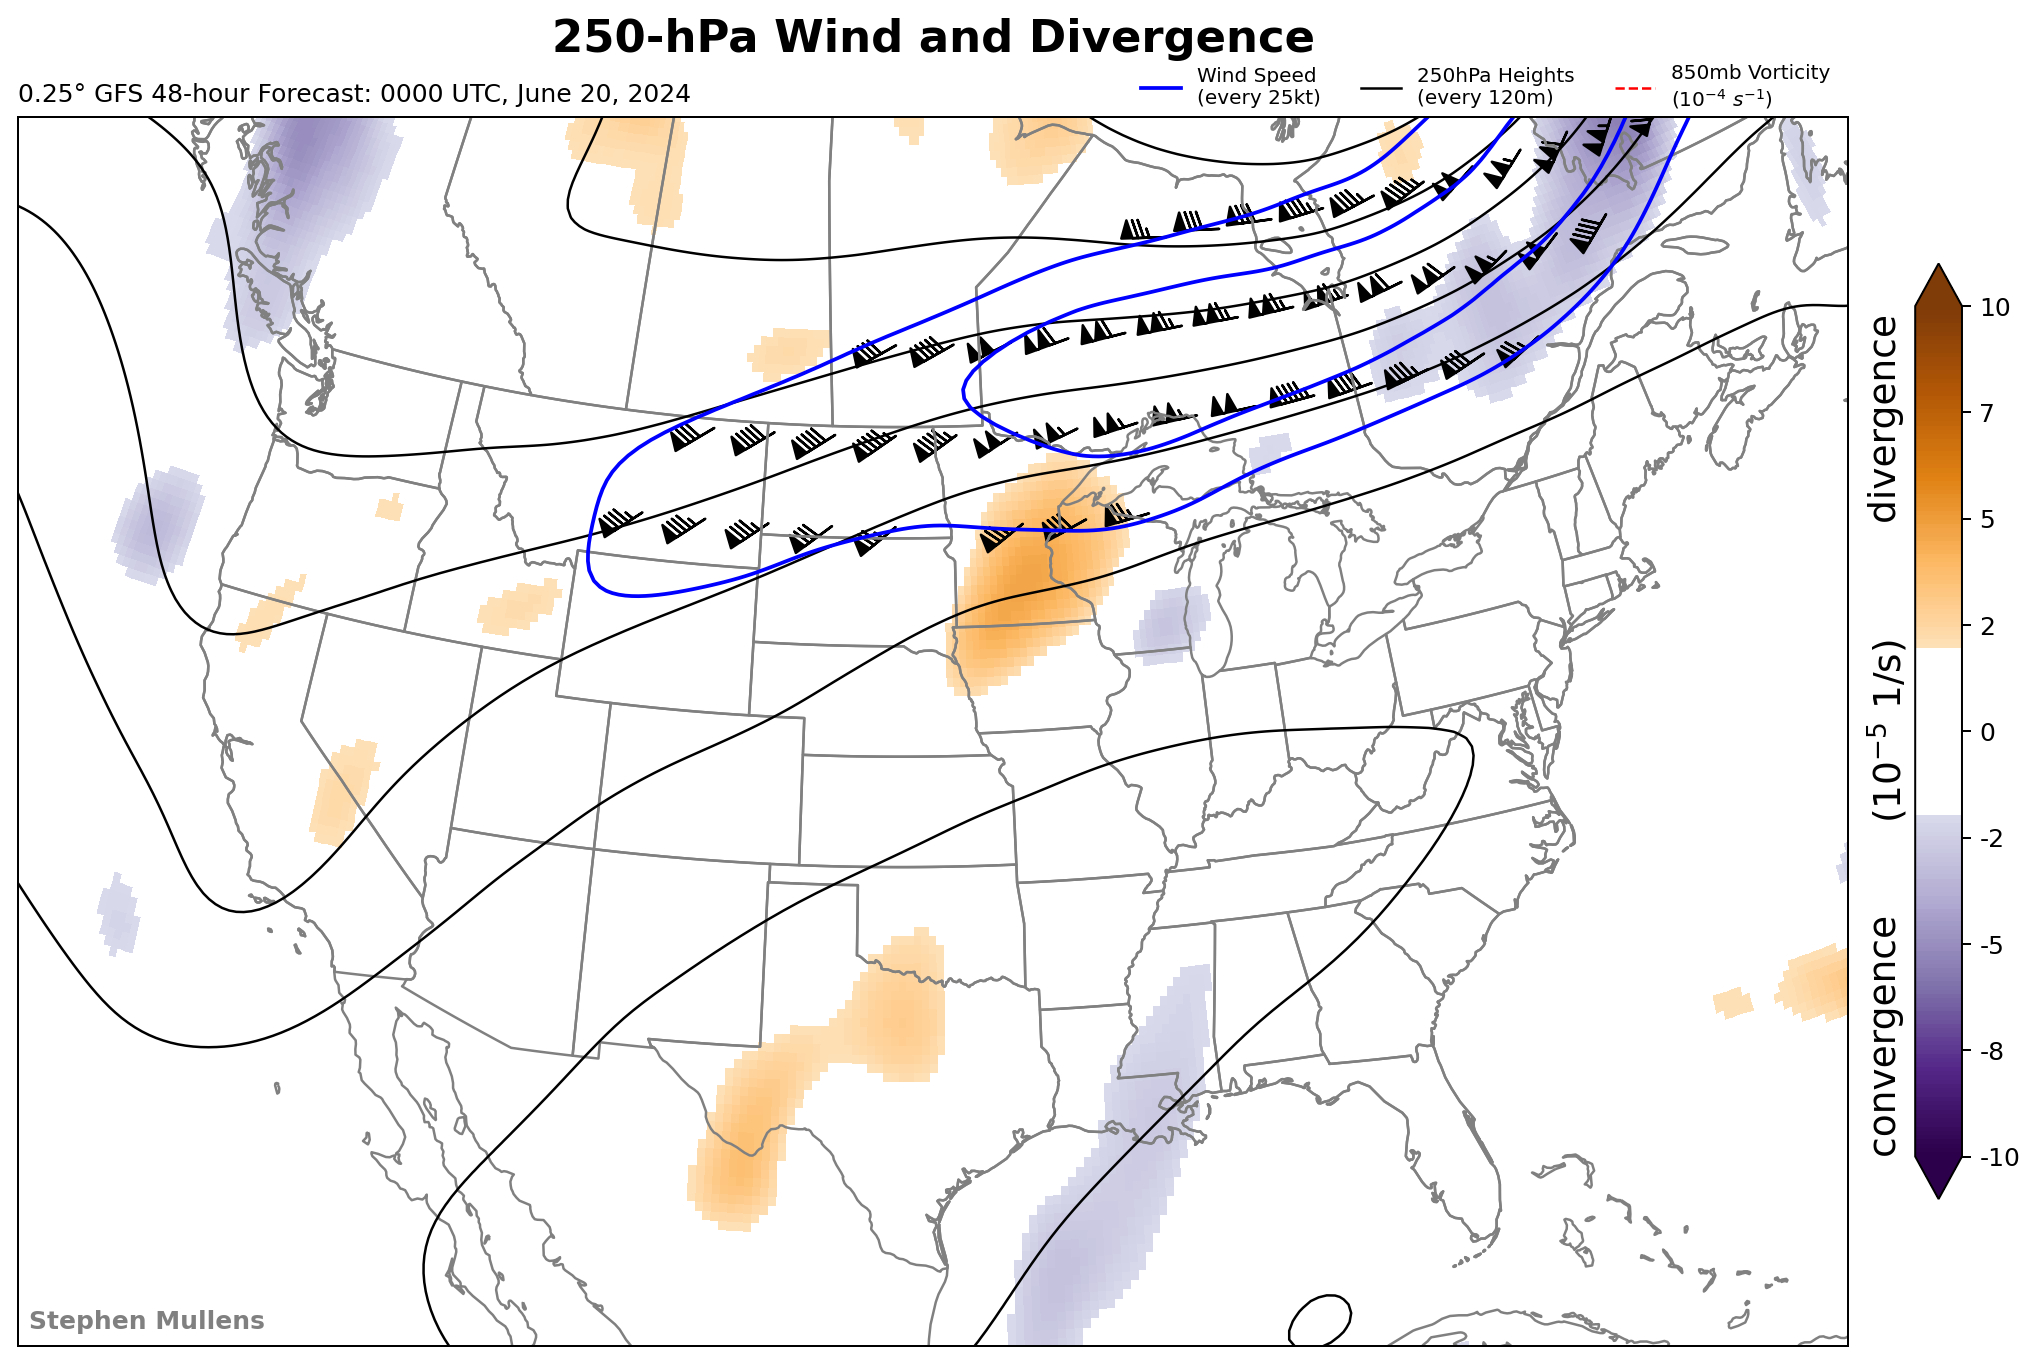 250-hPa Wind and Divergence
0.25° GFS 48-hour Forecast: 0000 UTC, June 20, 2024
Wind Speed
(every 25kt)
250hPa Heights
(every 120m)
850mb Vorticity
(10⁻⁴ s⁻¹)
10
7
5
2
0
-2
-5
-8
-10
convergence (10⁻⁵ 1/s) divergence
Stephen Mullens